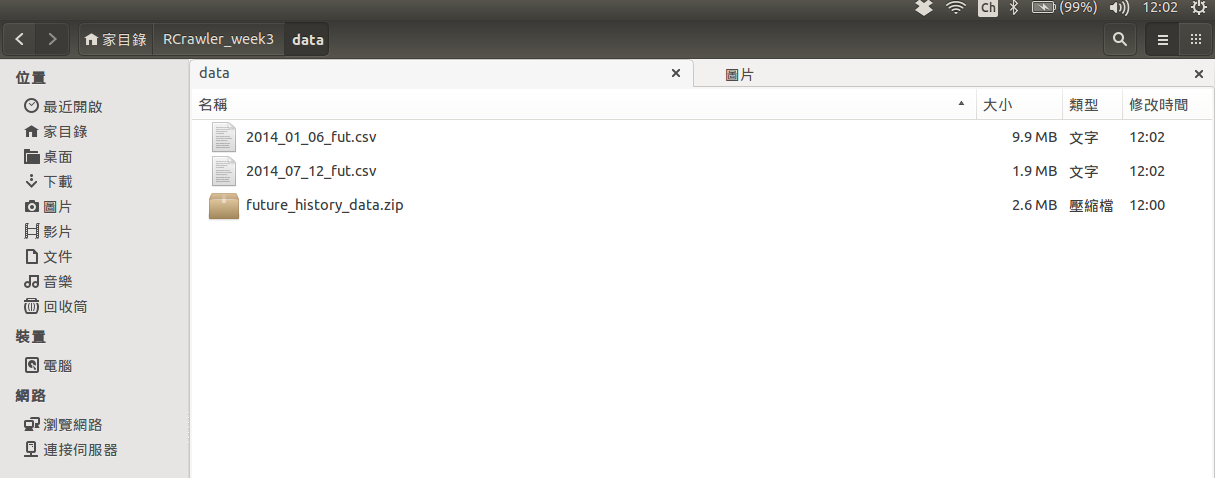 Ch (99%) 12:02
家目錄 RCrawler_week3 data
位置
最近開啟
家目錄
桌面
下載
圖片
影片
文件
音樂
回收筒
裝置
電腦
網路
瀏覽網路
連接伺服器
data 圖片
名稱 大小 類型 修改時間
2014_01_06_fut.csv 9.9 MB 文字 12:02
2014_07_12_fut.csv 1.9 MB 文字 12:02
future_history_data.zip 2.6 MB 壓縮檔 12:00